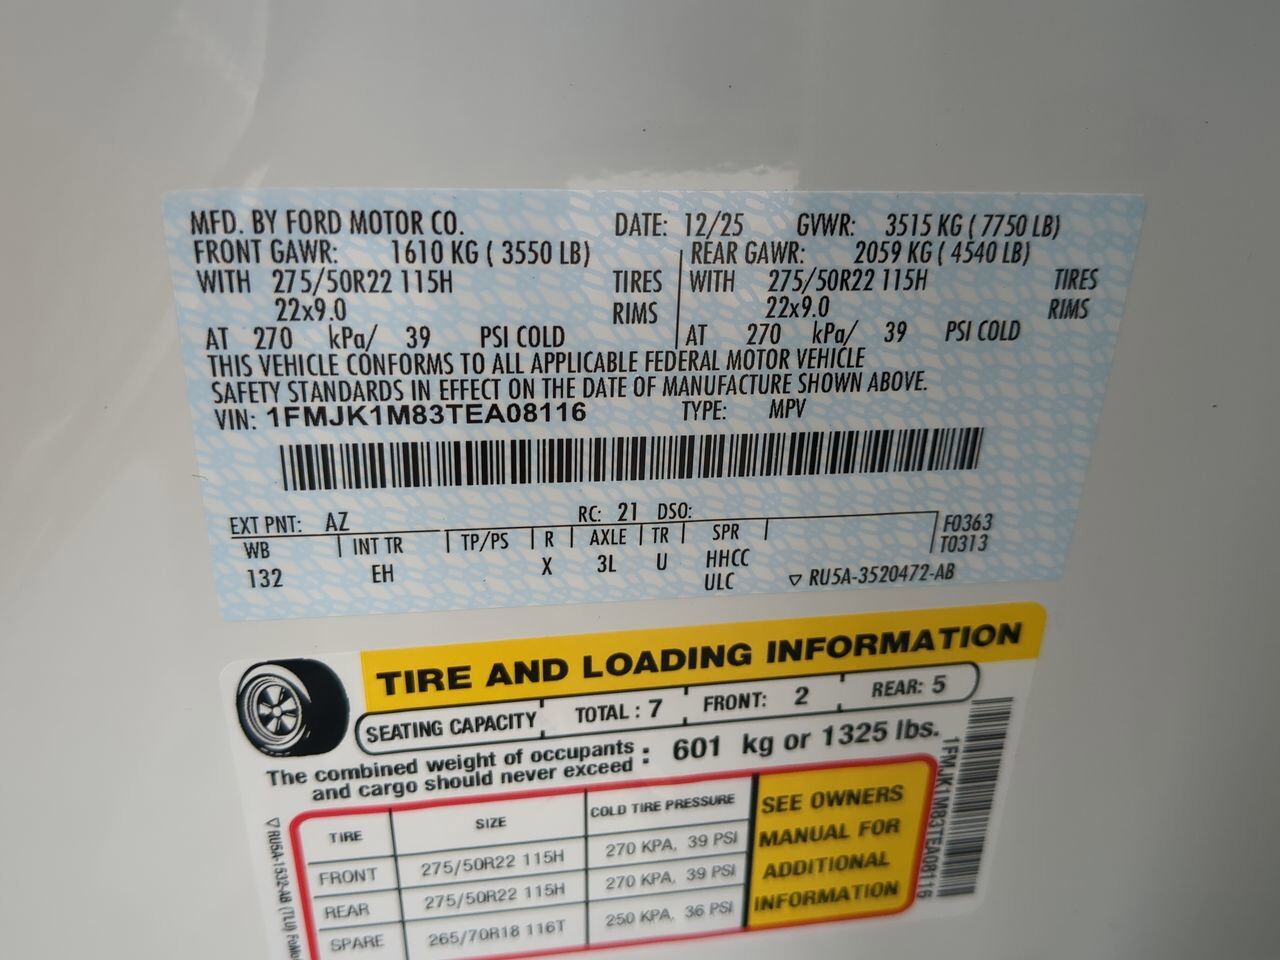 MFD. BY FORD MOTOR CO. DATE: 12/25 GVWR: 3515 KG ( 7750 LB)
FRONT GAWR: 1610 KG ( 3550 LB) REAR GAWR: 2059 KG ( 4540 LB)
WITH 275/50R22 115H TIRES WITH 275/50R22 115H TIRES
22x9.0 RIMS 22x9.0 RIMS
AT 270 kPa/ 39 PSI COLD AT 270 kPa/ 39 PSI COLD
THIS VEHICLE CONFORMS TO ALL APPLICABLE FEDERAL MOTOR VEHICLE
SAFETY STANDARDS IN EFFECT ON THE DATE OF MANUFACTURE SHOWN ABOVE.
VIN: 1FMJK1M83TEA08116 TYPE: MPV
EXT PNT: AZ RC: 21 DSO:
WB INT TR TP/PS R AXLE TR SPR F0363
T0313
132 EH X 3L U HHCC
ULC ▽ RU5A-3520472-AB
TIRE AND LOADING INFORMATION
SEATING CAPACITY TOTAL : 7 FRONT: 2 REAR: 5
The combined weight of occupants and cargo should never exceed : 601 kg or 1325 lbs.
TIRE SIZE COLD TIRE PRESSURE
FRONT 275/50R22 115H 270 KPA, 39 PSI
REAR 275/50R22 115H 270 KPA, 39 PSI
SPARE 265/70R18 116T 250 KPA, 36 PSI
SEE OWNERS
MANUAL FOR
ADDITIONAL
INFORMATION
1FMJK1M83TEA08116
▽ RU5A-1532-AB (TLU)